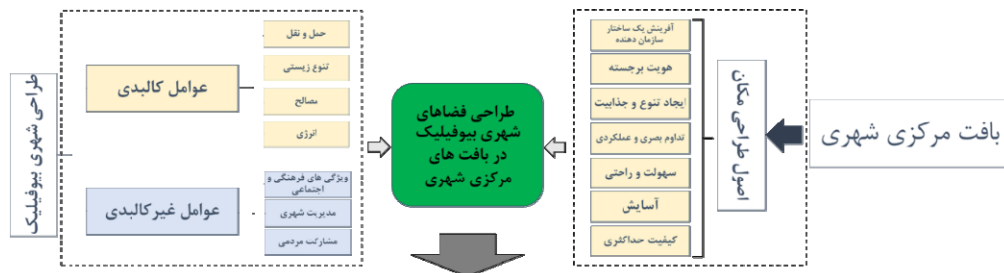 بافت مرکزی شهری
اصول طراحی مکان
آفرینش یک ساختار
سازمان دهنده
هویت برجسته
ایجاد تنوع و جذابیت
تداوم بصری و عملکردی
سهولت و راحتی
آسایش
کیفیت حداکثری
طراحی فضاهای
شهری بیوفیلیک
در بافت های
مرکزی شهری
حمل و نقل
تنوع زیستی
مصالح
انرژی
ویژگی های فرهنگی و
اجتماعی
مدیریت شهری
مشارکت مردمی
عوامل کالبدی
عوامل غیرکالبدی
طراحی شهری بیوفیلیک